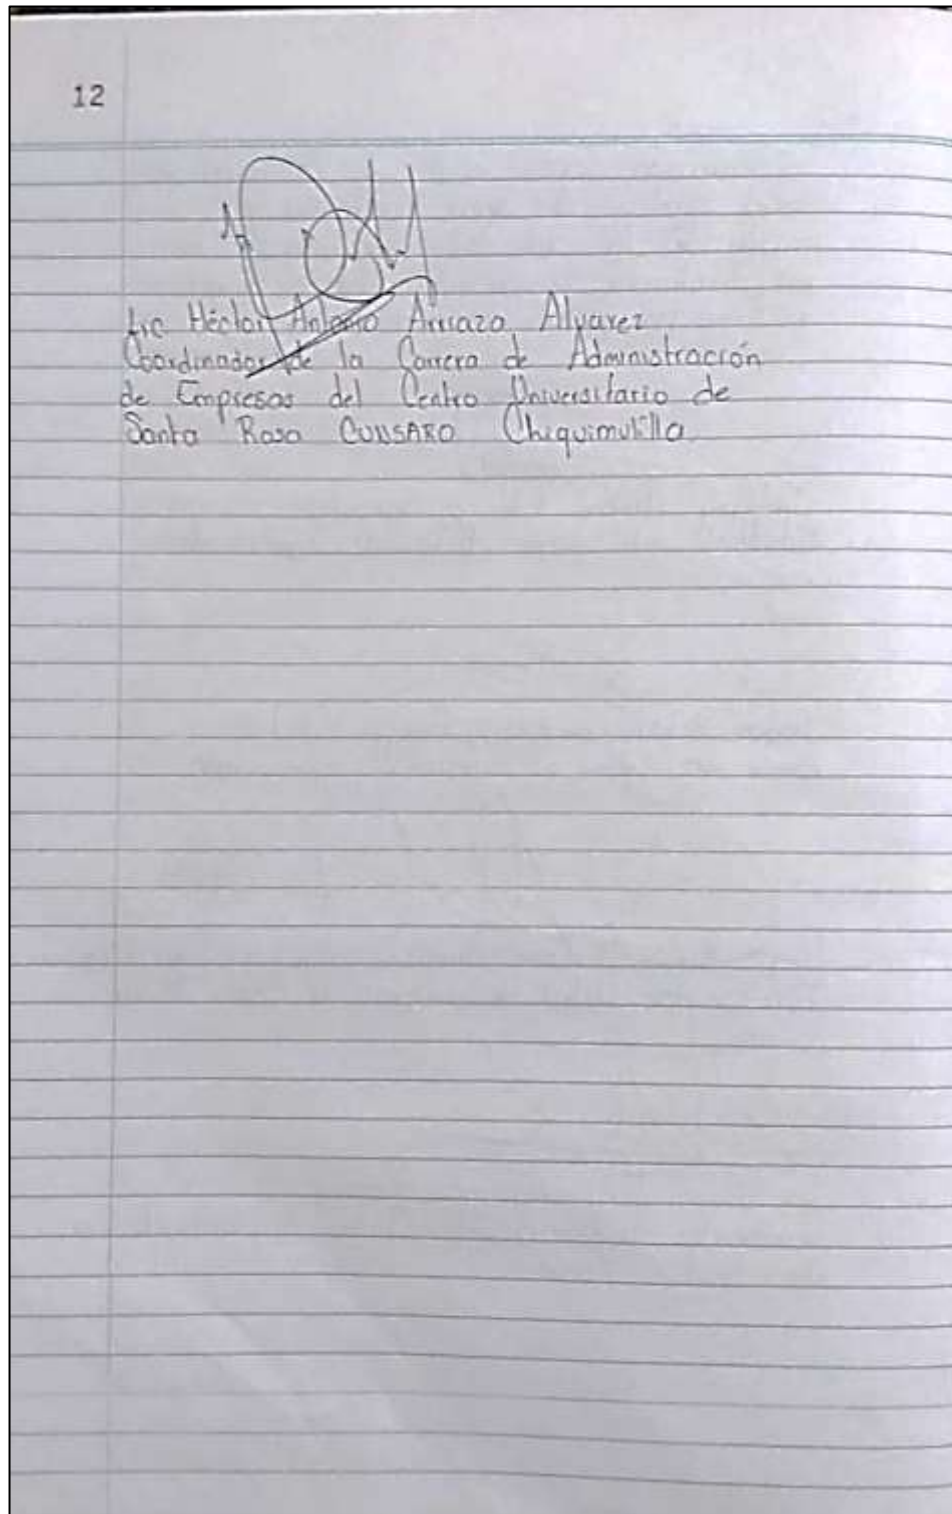 12
Lic Héctor Antonio Arriaza Alvarez
Coordinador de la Carrera de Administración
de Empresas del Centro Universitario de
Santa Rosa CUNSARO Chiquimulilla